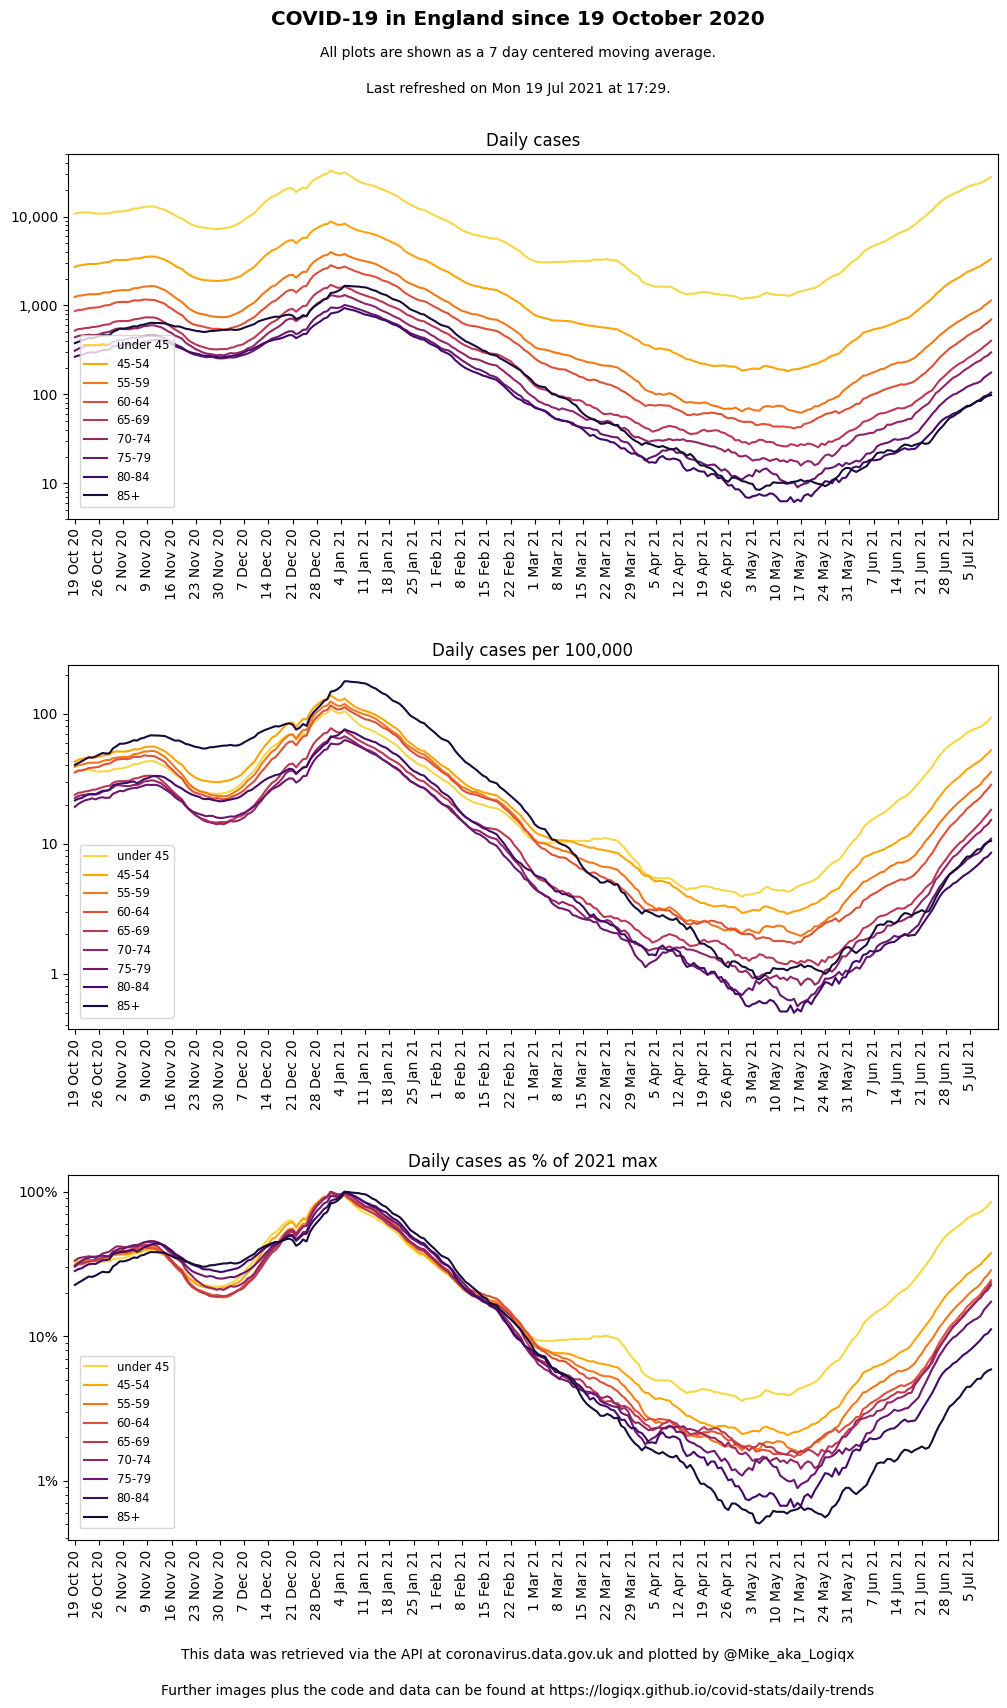 COVID-19 in England since 19 October 2020
All plots are shown as a 7 day centered moving average.
Last refreshed on Mon 19 Jul 2021 at 17:29.
Daily cases
10,000
1,000
100
10
under 45
45-54
55-59
60-64
65-69
70-74
75-79
80-84
85+
19 Oct 20
26 Oct 20
2 Nov 20
9 Nov 20
16 Nov 20
23 Nov 20
30 Nov 20
7 Dec 20
14 Dec 20
21 Dec 20
28 Dec 20
4 Jan 21
11 Jan 21
18 Jan 21
25 Jan 21
1 Feb 21
8 Feb 21
15 Feb 21
22 Feb 21
1 Mar 21
8 Mar 21
15 Mar 21
22 Mar 21
29 Mar 21
5 Apr 21
12 Apr 21
19 Apr 21
26 Apr 21
3 May 21
10 May 21
17 May 21
24 May 21
31 May 21
7 Jun 21
14 Jun 21
21 Jun 21
28 Jun 21
5 Jul 21
Daily cases per 100,000
100
10
1
under 45
45-54
55-59
60-64
65-69
70-74
75-79
80-84
85+
19 Oct 20
26 Oct 20
2 Nov 20
9 Nov 20
16 Nov 20
23 Nov 20
30 Nov 20
7 Dec 20
14 Dec 20
21 Dec 20
28 Dec 20
4 Jan 21
11 Jan 21
18 Jan 21
25 Jan 21
1 Feb 21
8 Feb 21
15 Feb 21
22 Feb 21
1 Mar 21
8 Mar 21
15 Mar 21
22 Mar 21
29 Mar 21
5 Apr 21
12 Apr 21
19 Apr 21
26 Apr 21
3 May 21
10 May 21
17 May 21
24 May 21
31 May 21
7 Jun 21
14 Jun 21
21 Jun 21
28 Jun 21
5 Jul 21
Daily cases as % of 2021 max
100%
10%
1%
under 45
45-54
55-59
60-64
65-69
70-74
75-79
80-84
85+
19 Oct 20
26 Oct 20
2 Nov 20
9 Nov 20
16 Nov 20
23 Nov 20
30 Nov 20
7 Dec 20
14 Dec 20
21 Dec 20
28 Dec 20
4 Jan 21
11 Jan 21
18 Jan 21
25 Jan 21
1 Feb 21
8 Feb 21
15 Feb 21
22 Feb 21
1 Mar 21
8 Mar 21
15 Mar 21
22 Mar 21
29 Mar 21
5 Apr 21
12 Apr 21
19 Apr 21
26 Apr 21
3 May 21
10 May 21
17 May 21
24 May 21
31 May 21
7 Jun 21
14 Jun 21
21 Jun 21
28 Jun 21
5 Jul 21
This data was retrieved via the API at coronavirus.data.gov.uk and plotted by @Mike_aka_Logiqx
Further images plus the code and data can be found at https://logiqx.github.io/covid-stats/daily-trends